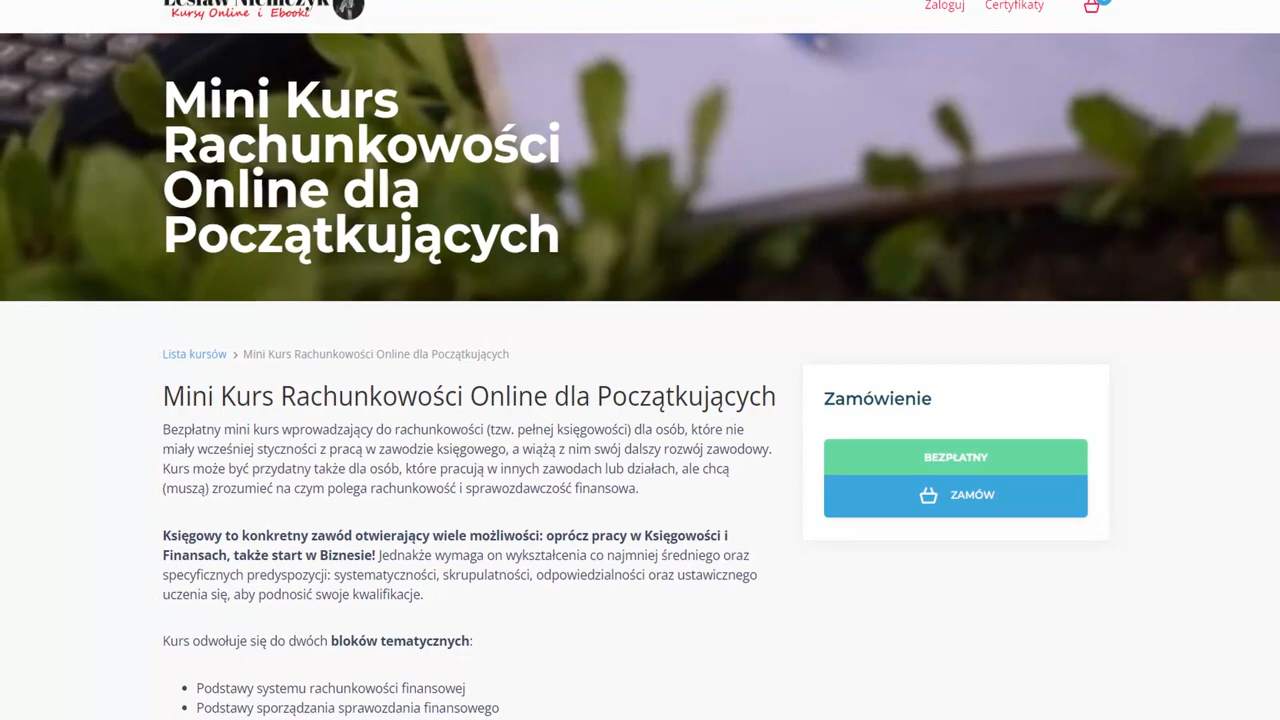 Lesław Niemczyk
Kursy Online i Ebooki
Zaloguj
Certyfikaty
Mini Kurs
Rachunkowości
Online dla
Początkujących
Lista kursów > Mini Kurs Rachunkowości Online dla Początkujących
Mini Kurs Rachunkowości Online dla Początkujących
Bezpłatny mini kurs wprowadzający do rachunkowości (tzw. pełnej księgowości) dla osób, które nie
miały wcześniej styczności z pracą w zawodzie księgowego, a wiążą z nim swój dalszy rozwój zawodowy.
Kurs może być przydatny także dla osób, które pracują w innych zawodach lub działach, ale chcą
(muszą) zrozumieć na czym polega rachunkowość i sprawozdawczość finansowa.
Księgowy to konkretny zawód otwierający wiele możliwości: oprócz pracy w Księgowości i
Finansach, także start w Biznesie! Jednakże wymaga on wykształcenia co najmniej średniego oraz
specyficznych predyspozycji: systematyczności, skrupulatności, odpowiedzialności oraz ustawicznego
uczenia się, aby podnosić swoje kwalifikacje.
Kurs odwołuje się do dwóch bloków tematycznych:
• Podstawy systemu rachunkowości finansowej
• Podstawy sporządzania sprawozdania finansowego
Zamówienie
BEZPŁATNY
ZAMÓW